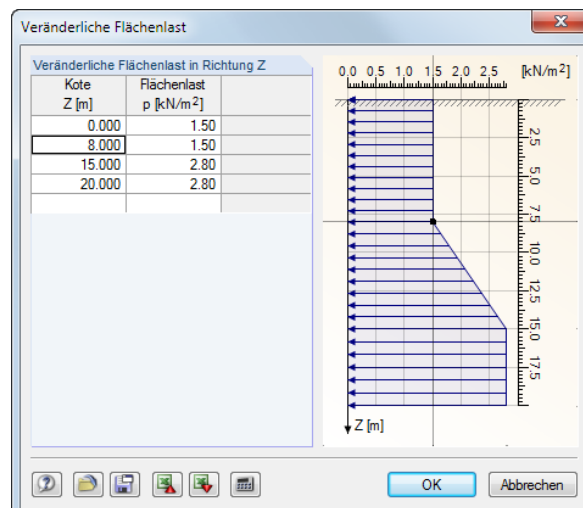 Veränderliche Flächenlast
Veränderliche Flächenlast in Richtung Z
Kote Flächenlast
Z [m] p [kN/m²]
0.000 1.50
8.000 1.50
15.000 2.80
20.000 2.80
0.0 0.5 1.0 1.5 2.0 2.5 [kN/m²]
2.5
5.0
7.5
10.0
12.5
15.0
17.5
Z [m]
OK Abbrechen